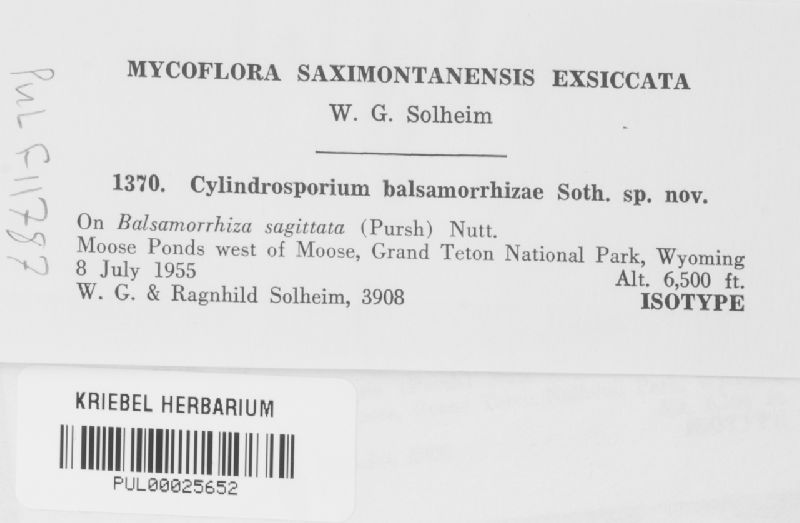 MYCOFLORA SAXIMONTANENSIS EXSICCATA
W. G. Solheim
1370. Cylindrosporium balsamorrhizae Soth. sp. nov.
On Balsamorrhiza sagittata (Pursh) Nutt.
Moose Ponds west of Moose, Grand Teton National Park, Wyoming
8 July 1955 Alt. 6,500 ft.
W. G. & Ragnhild Solheim, 3908 ISOTYPE
PUL F11787
KRIEBEL HERBARIUM
PUL00025652